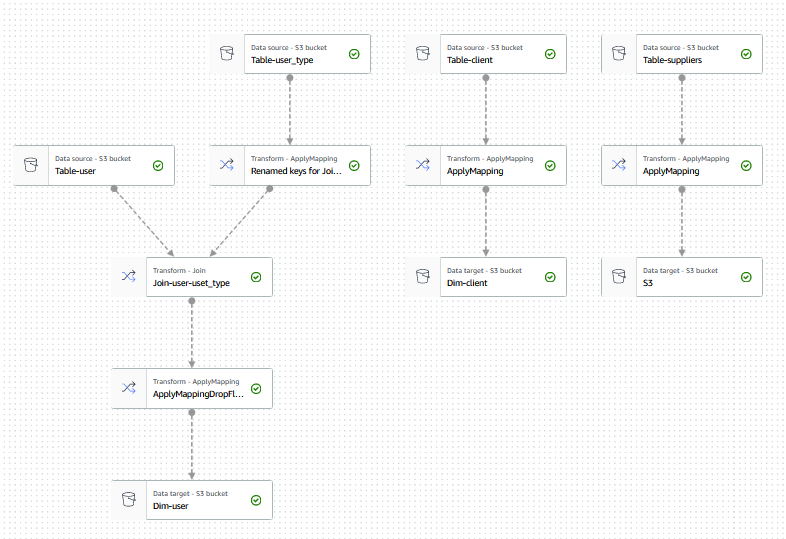 Data source - S3 bucket
Table-user_type
Data source - S3 bucket
Table-client
Data source - S3 bucket
Table-suppliers
Data source - S3 bucket
Table-user
Transform - ApplyMapping
Renamed keys for Joi...
Transform - ApplyMapping
ApplyMapping
Transform - ApplyMapping
ApplyMapping
Transform - Join
Join-user-uset_type
Data target - S3 bucket
Dim-client
Data target - S3 bucket
S3
Transform - ApplyMapping
ApplyMappingDropFl...
Data target - S3 bucket
Dim-user